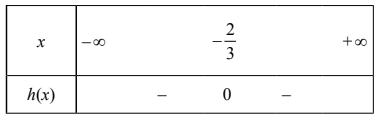 x −∞ −2/3 +∞
h(x) − 0 −